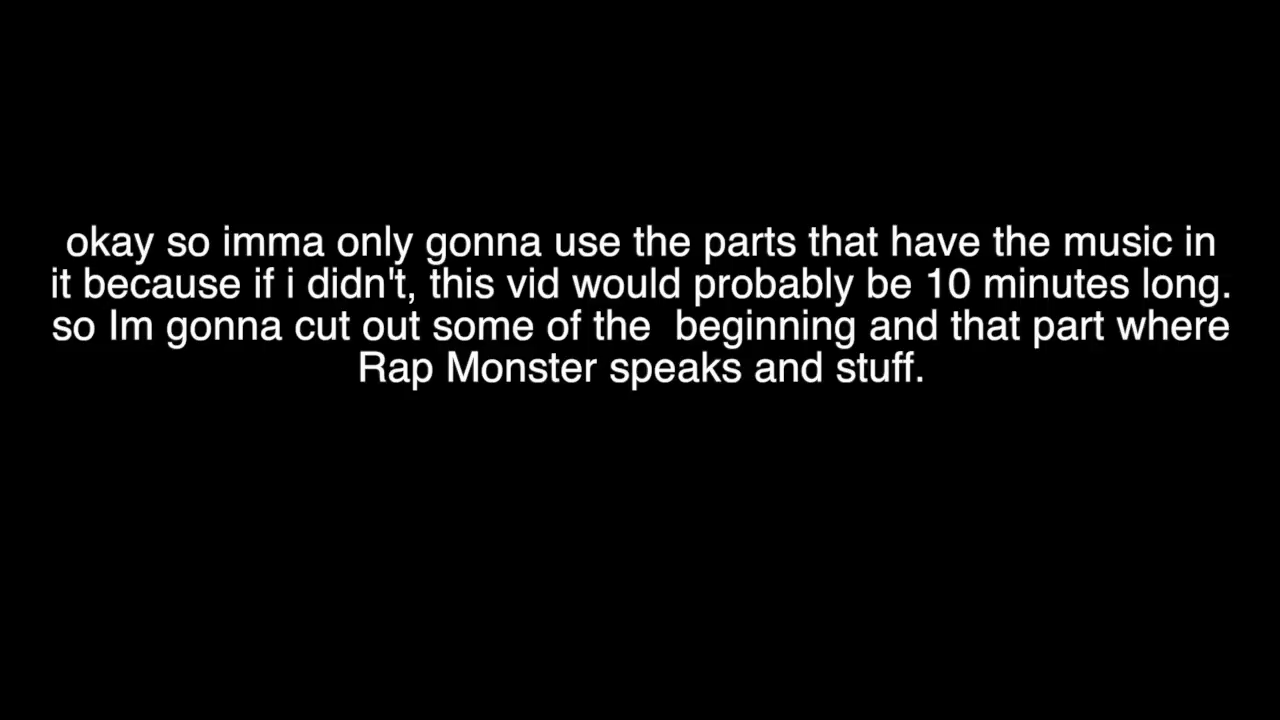 okay so imma only gonna use the parts that have the music in
it because if i didn't, this vid would probably be 10 minutes long.
so Im gonna cut out some of the  beginning and that part where
Rap Monster speaks and stuff.